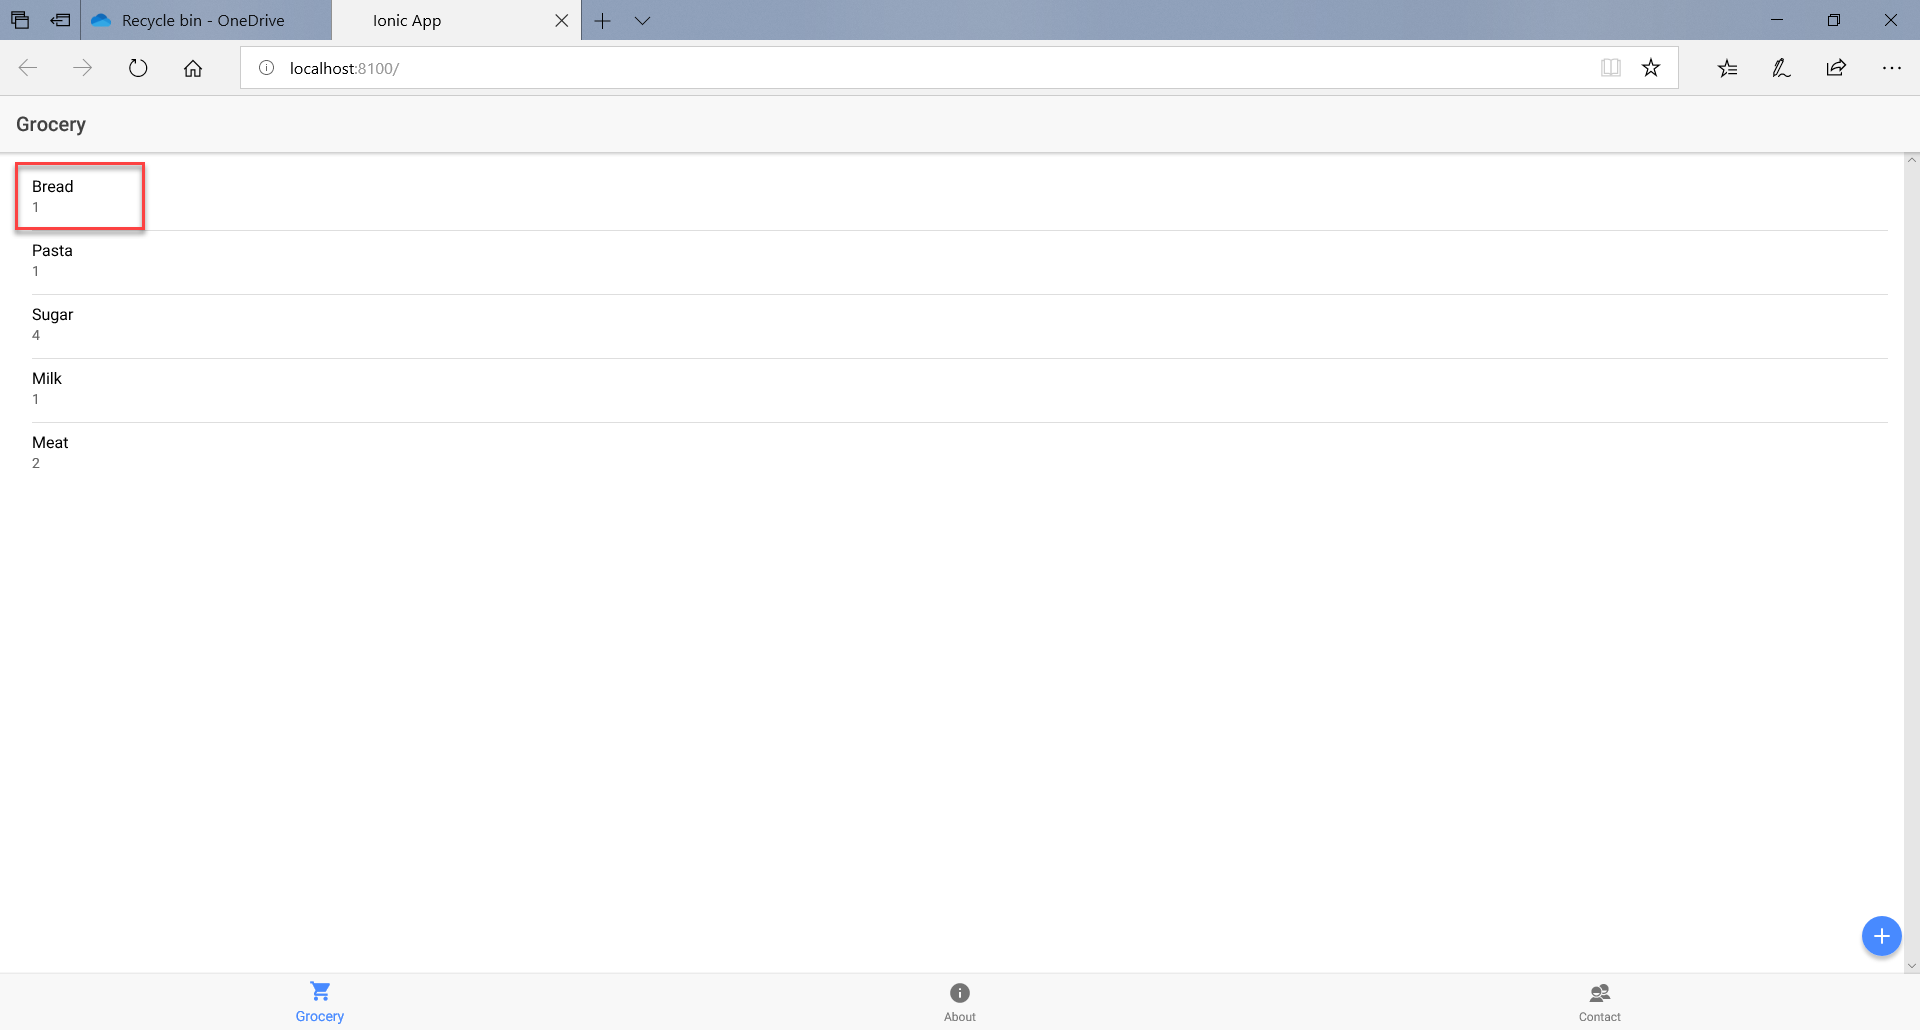 Recycle bin - OneDrive
Ionic App
localhost:8100/
Grocery
Bread
1
Pasta
1
Sugar
4
Milk
1
Meat
2
Grocery
About
Contact